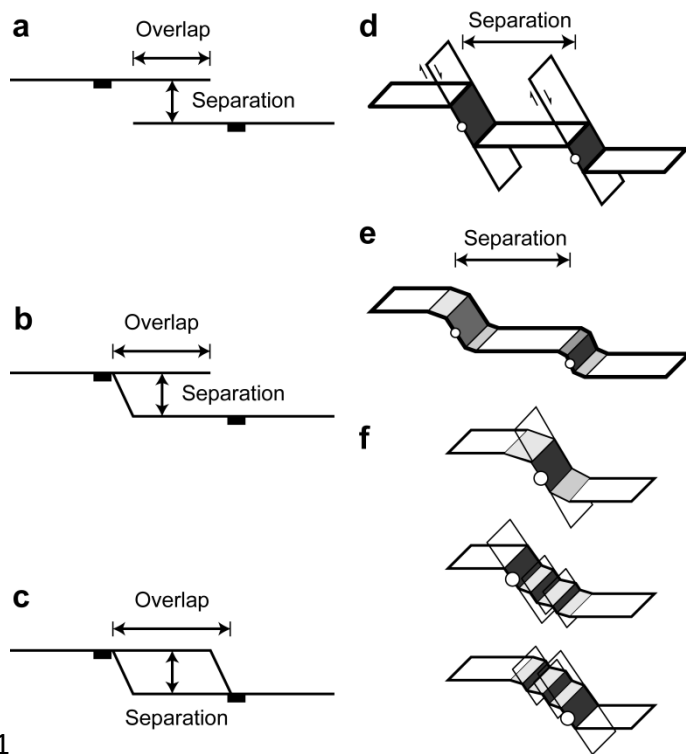 a
Overlap
Separation
b
Overlap
Separation
c
Overlap
Separation
d
Separation
e
Separation
f
1